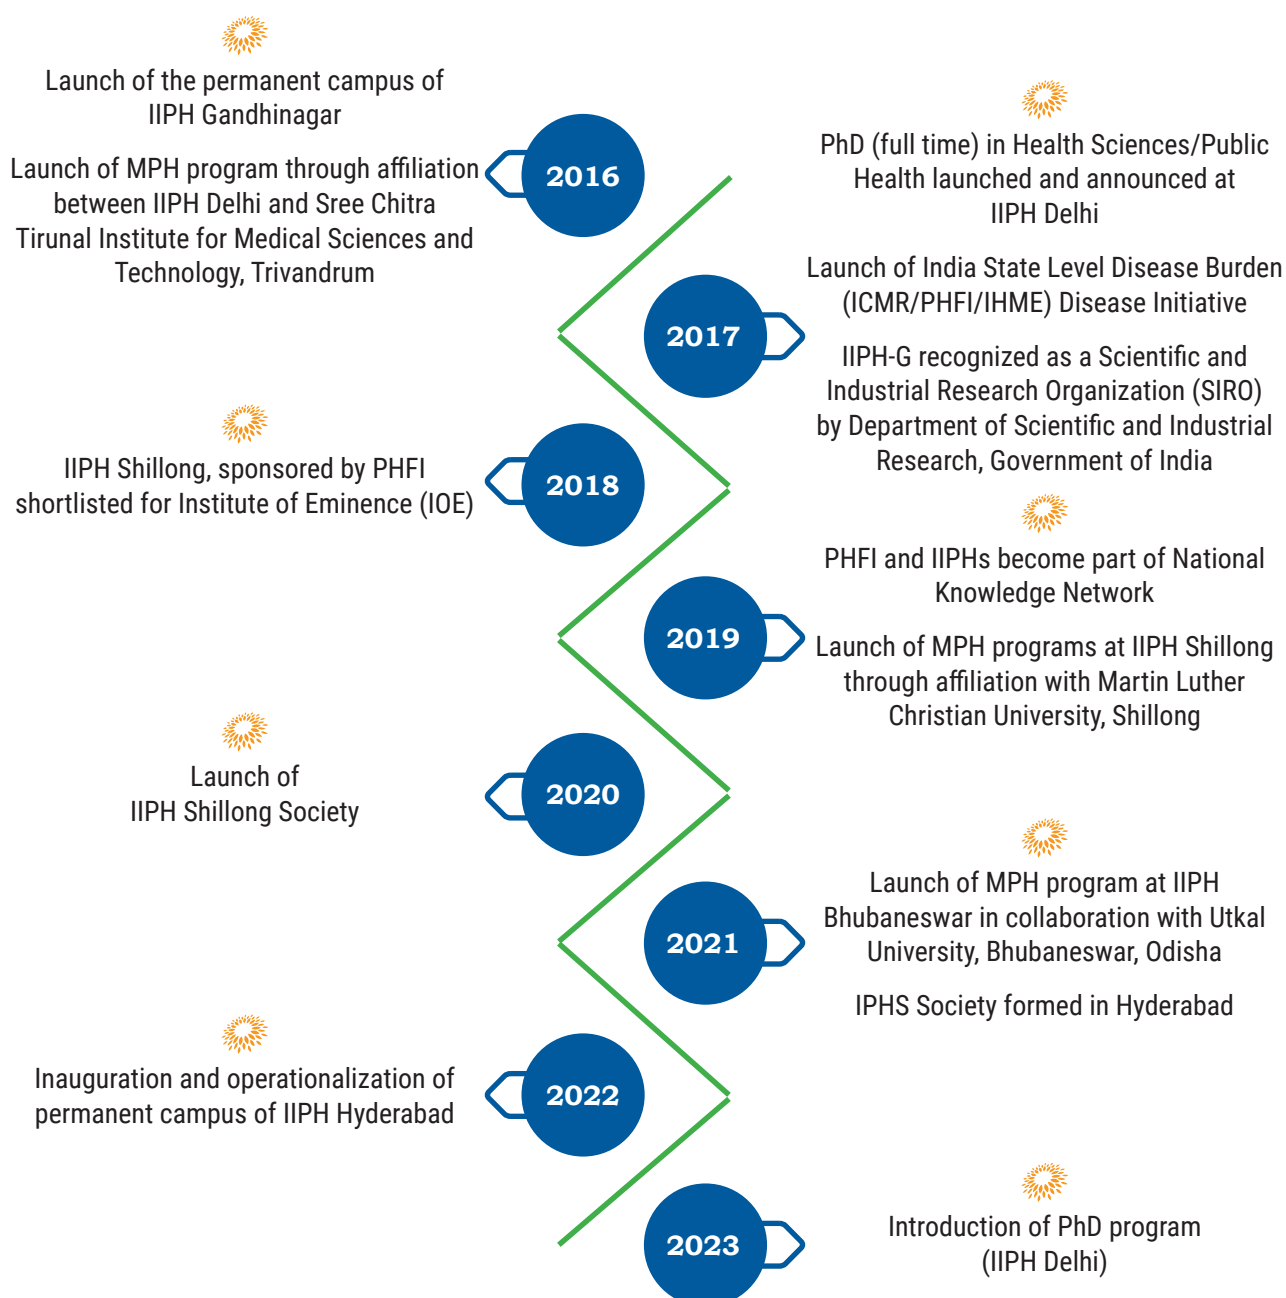 Launch of the permanent campus of
IIPH Gandhinagar
Launch of MPH program through affiliation
between IIPH Delhi and Sree Chitra
Tirunal Institute for Medical Sciences and
Technology, Trivandrum
2016
PhD (full time) in Health Sciences/Public
Health launched and announced at
IIPH Delhi
Launch of India State Level Disease Burden
(ICMR/PHFI/IHME) Disease Initiative
IIPH-G recognized as a Scientific and
Industrial Research Organization (SIRO)
by Department of Scientific and Industrial
Research, Government of India
2017
IIPH Shillong, sponsored by PHFI
shortlisted for Institute of Eminence (IOE)
2018
PHFI and IIPHs become part of National
Knowledge Network
Launch of MPH programs at IIPH Shillong
through affiliation with Martin Luther
Christian University, Shillong
2019
Launch of
IIPH Shillong Society
2020
Launch of MPH program at IIPH
Bhubaneswar in collaboration with Utkal
University, Bhubaneswar, Odisha
IPHS Society formed in Hyderabad
2021
Inauguration and operationalization of
permanent campus of IIPH Hyderabad
2022
Introduction of PhD program
(IIPH Delhi)
2023